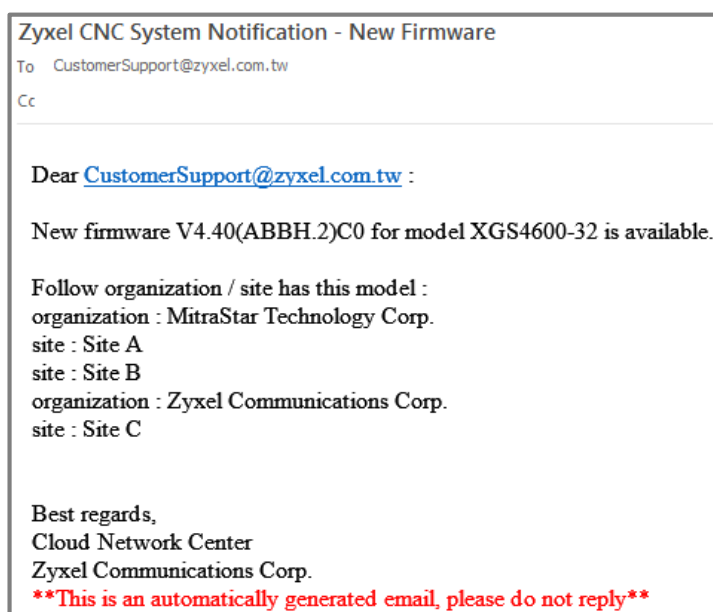 Zyxel CNC System Notification - New Firmware
To CustomerSupport@zyxel.com.tw
Cc
Dear CustomerSupport@zyxel.com.tw :
New firmware V4.40(ABBH.2)C0 for model XGS4600-32 is available.
Follow organization / site has this model :
organization : MitraStar Technology Corp.
site : Site A
site : Site B
organization : Zyxel Communications Corp.
site : Site C
Best regards,
Cloud Network Center
Zyxel Communications Corp.
**This is an automatically generated email, please do not reply**